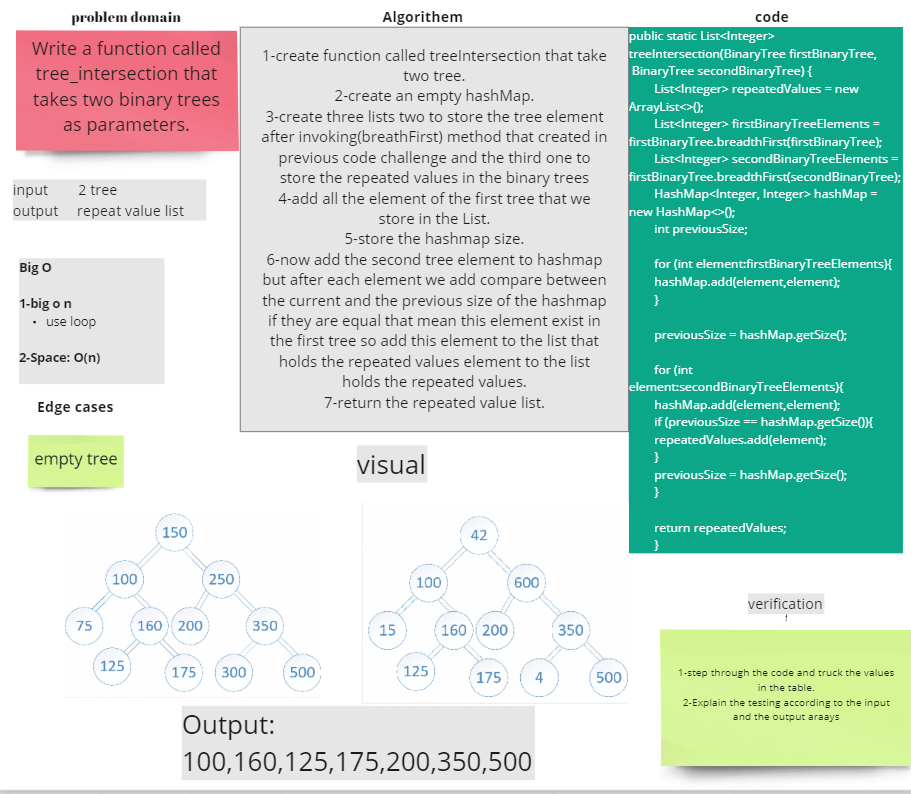 problem domain
Write a function called
tree_intersection that
takes two binary trees
as parameters.
input 2 tree
output repeat value list
Big O
1-big o n
• use loop
2-Space: O(n)
Edge cases
empty tree
Algorithem
1-create function called treeIntersection that take
two tree.
2-create an empty hashMap.
3-create three lists two to store the tree element
after invoking(breathFirst) method that created in
previous code challenge and the third one to
store the repeated values in the binary trees
4-add all the element of the first tree that we
store in the List.
5-store the hashmap size.
6-now add the second tree element to hashmap
but after each element we add compare between
the current and the previous size of the hashmap
if they are equal that mean this element exist in
the first tree so add this element to the list that
holds the repeated values element to the list
holds the repeated values.
7-return the repeated value list.
code
public static List<Integer>
treeIntersection(BinaryTree firstBinaryTree,
BinaryTree secondBinaryTree) {
List<Integer> repeatedValues = new
ArrayList<>();
List<Integer> firstBinaryTreeElements =
firstBinaryTree.breadthFirst(firstBinaryTree);
List<Integer> secondBinaryTreeElements =
firstBinaryTree.breadthFirst(secondBinaryTree);
HashMap<Integer, Integer> hashMap =
new HashMap<>();
int previousSize;
for (int element:firstBinaryTreeElements){
hashMap.add(element,element);
}
previousSize = hashMap.getSize();
for (int
element:secondBinaryTreeElements){
hashMap.add(element,element);
if (previousSize == hashMap.getSize()){
repeatedValues.add(element);
}
previousSize = hashMap.getSize();
}
return repeatedValues;
}
visual
150
100 250
75 160 200 350
125 175 300 500
42
100 600
15 160 200 350
125 175 4 500
Output:
100,160,125,175,200,350,500
verification
1-step through the code and truck the values
in the table.
2-Explain the testing according to the input
and the output araays